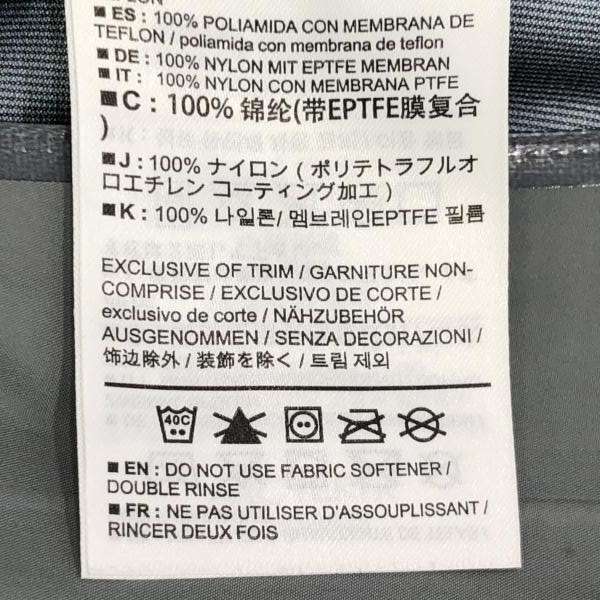 ■ ES : 100% POLIAMIDA CON MEMBRANA DE
TEFLON / poliamida con membrana de teflon
■ DE : 100% NYLON MIT EPTFE MEMBRAN
■ IT : 100% NYLON CON MEMBRANA PTFE
■ C : 100% 锦纶(带EPTFE膜复合
)
■ J : 100% ナイロン ( ポリテトラフルオ
ロエチレン コーティング加工 )
■ K : 100% 나일론/ 멤브레인EPTFE 필름
EXCLUSIVE OF TRIM / GARNITURE NON-
COMPRISE / EXCLUSIVO DE CORTE /
exclusivo de corte / NÄHZUBEHÖR
AUSGENOMMEN / SENZA DECORAZIONI /
饰边除外 / 装飾を除く / 트림 제외
40C
■ EN : DO NOT USE FABRIC SOFTENER /
DOUBLE RINSE
■ FR : NE PAS UTILISER D'ASSOUPLISSANT /
RINCER DEUX FOIS